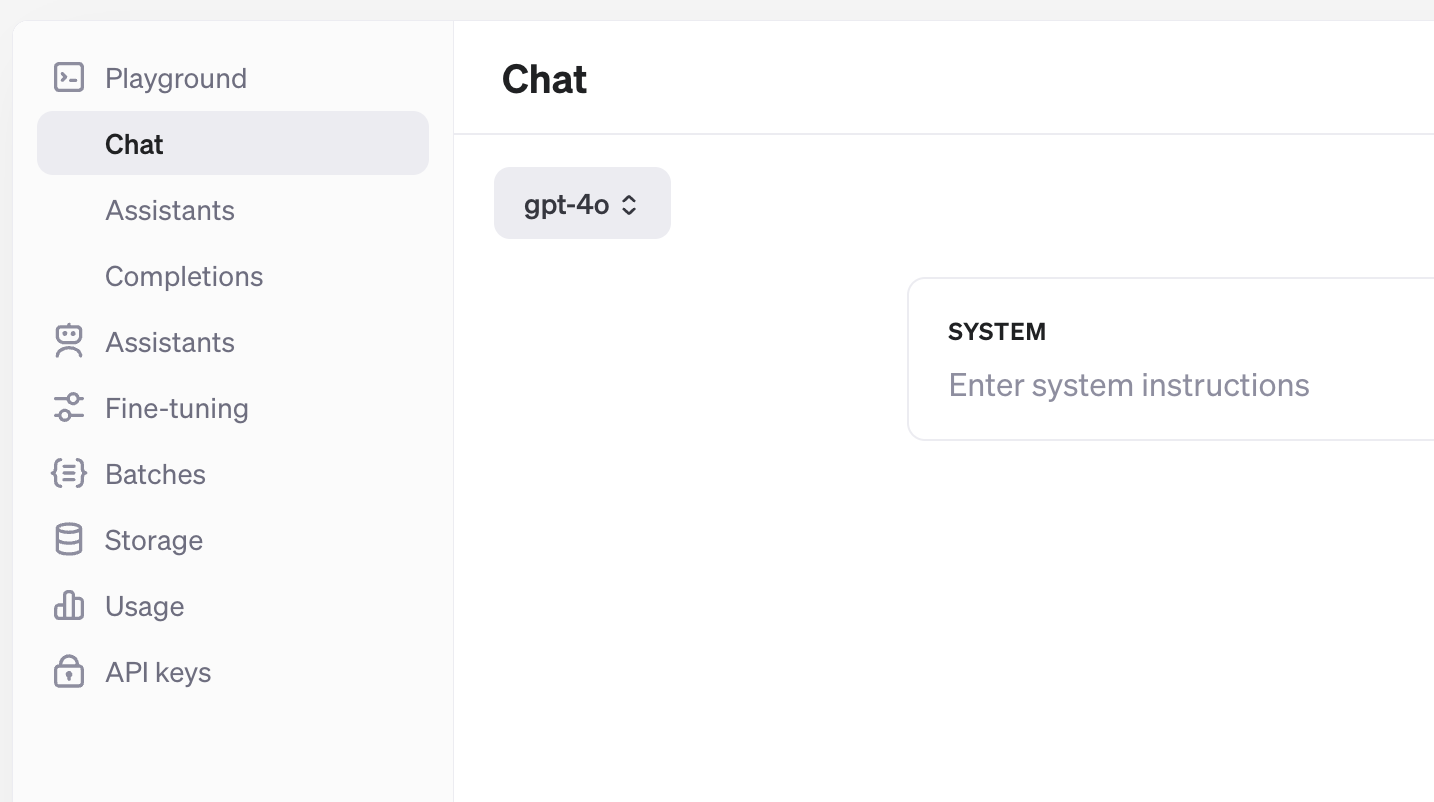 Playground
Chat
Assistants
Completions
Assistants
Fine-tuning
Batches
Storage
Usage
API keys
Chat
gpt-4o
SYSTEM
Enter system instructions